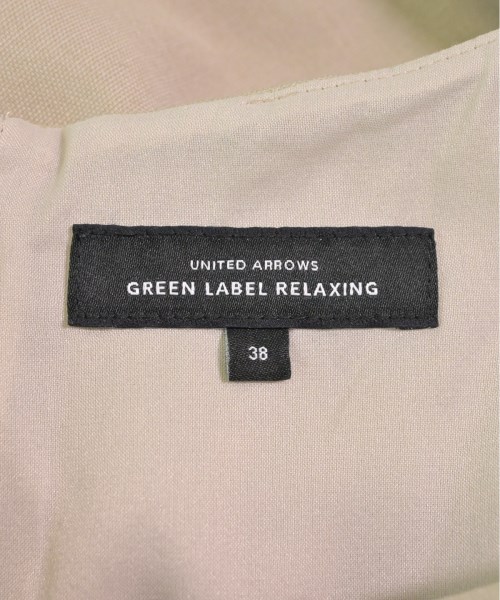 UNITED ARROWS
GREEN LABEL RELAXING
38